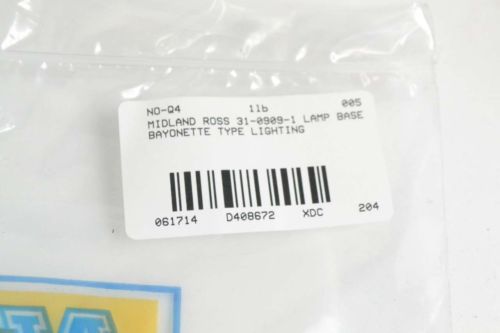 NO-Q4 1lb 005
MIDLAND ROSS 31-0909-1 LAMP BASE
BAYONETTE TYPE LIGHTING
061714 D408672 XDC 204